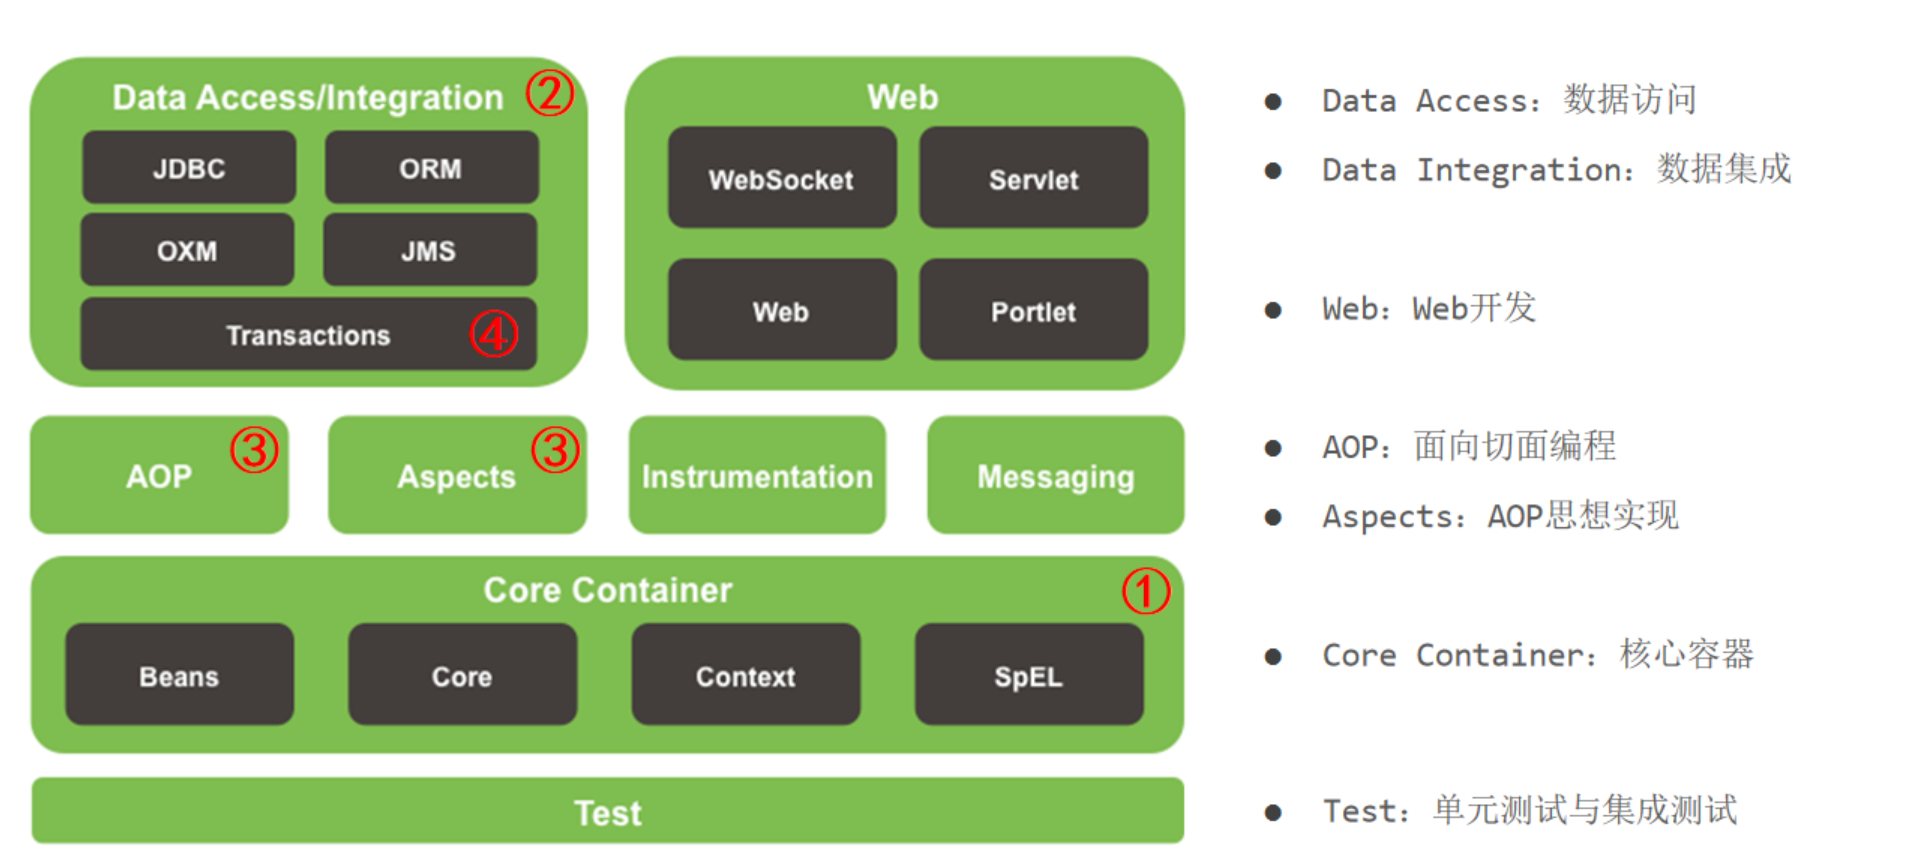 Data Access/Integration ②
JDBC ORM
OXM JMS
Transactions ④
Web
WebSocket Servlet
Web Portlet
AOP ③
Aspects ③
Instrumentation
Messaging
Core Container ①
Beans Core Context SpEL
Test
● Data Access：数据访问
● Data Integration：数据集成
● Web：Web开发
● AOP：面向切面编程
● Aspects：AOP思想实现
● Core Container：核心容器
● Test：单元测试与集成测试